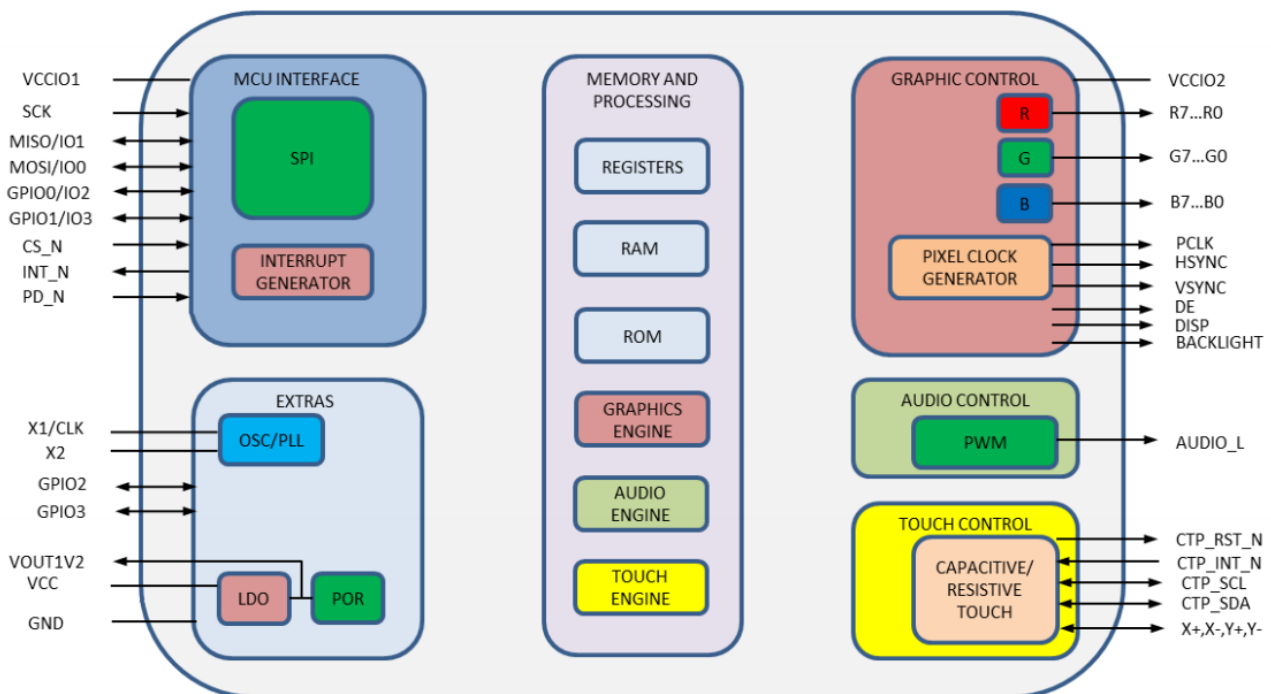 VCCIO1
SCK
MISO/IO1
MOSI/IO0
GPIO0/IO2
GPIO1/IO3
CS_N
INT_N
PD_N
MCU INTERFACE
SPI
INTERRUPT
GENERATOR
X1/CLK
X2
GPIO2
GPIO3
VOUT1V2
VCC
GND
EXTRAS
OSC/PLL
LDO
POR
MEMORY AND
PROCESSING
REGISTERS
RAM
ROM
GRAPHICS
ENGINE
AUDIO
ENGINE
TOUCH
ENGINE
GRAPHIC CONTROL
R
G
B
PIXEL CLOCK
GENERATOR
VCCIO2
R7...R0
G7...G0
B7...B0
PCLK
HSYNC
VSYNC
DE
DISP
BACKLIGHT
AUDIO CONTROL
PWM
AUDIO_L
TOUCH CONTROL
CAPACITIVE/
RESISTIVE
TOUCH
CTP_RST_N
CTP_INT_N
CTP_SCL
CTP_SDA
X+,X-,Y+,Y-